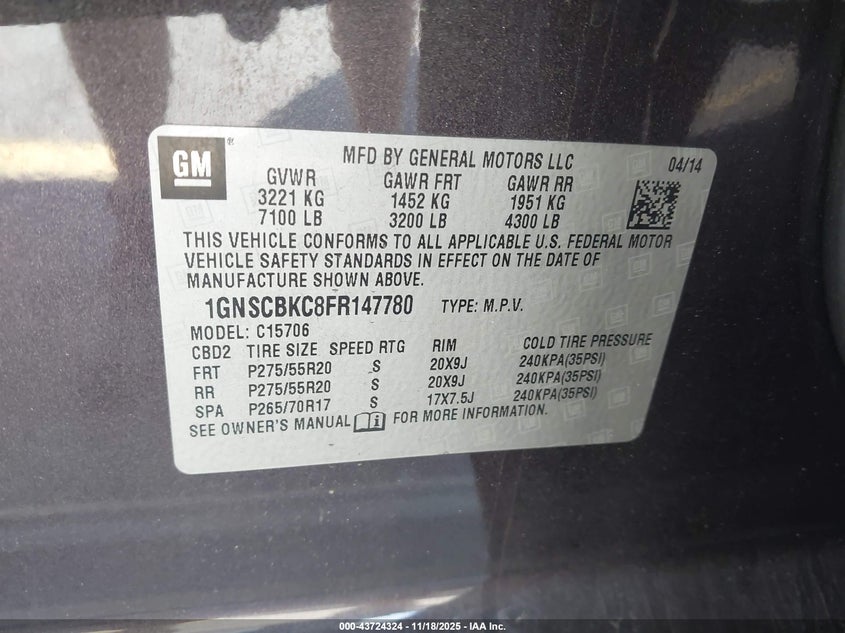 GM ®
MFD BY GENERAL MOTORS LLC 04/14
GVWR GAWR FRT GAWR RR
3221 KG 1452 KG 1951 KG
7100 LB 3200 LB 4300 LB
THIS VEHICLE CONFORMS TO ALL APPLICABLE U.S. FEDERAL MOTOR
VEHICLE SAFETY STANDARDS IN EFFECT ON THE DATE OF
MANUFACTURE SHOWN ABOVE.
1GNSCBKC8FR147780 TYPE: M.P.V.
MODEL: C15706
CBD2 TIRE SIZE SPEED RTG RIM COLD TIRE PRESSURE
FRT P275/55R20 S 20X9J 240KPA(35PSI)
RR P275/55R20 S 20X9J 240KPA(35PSI)
SPA P265/70R17 S 17X7.5J 240KPA(35PSI)
SEE OWNER'S MANUAL FOR MORE INFORMATION.
000-43724324 | 11/18/2025 - IAA Inc.